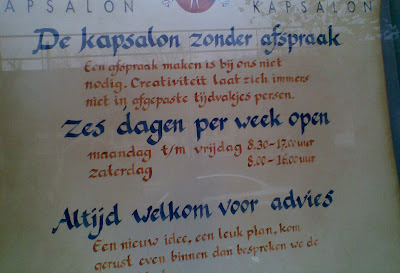 KAPSALON KAPSALON
De kapsalon zonder afspraak
Een afspraak maken is bij ons niet
nodig. Creativiteit laat zich immers
niet in afgepaste tijdvakjes persen.
Zes dagen per week open
maandag t/m vrijdag 8.30-17.00 uur
zaterdag 8.00-16.00 uur
Altijd welkom voor advies
Een nieuw idee, een leuk plan, kom
gerust even binnen dan bespreken we de